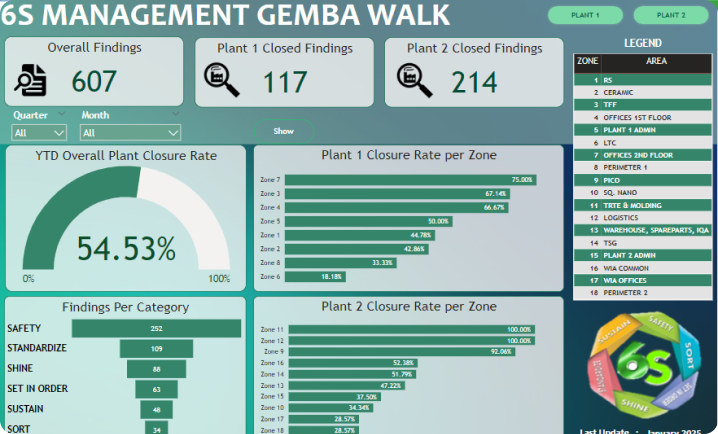 6S MANAGEMENT GEMBA WALK
PLANT 1
PLANT 2
Overall Findings
607
Plant 1 Closed Findings
117
Plant 2 Closed Findings
214
Quarter
Month
All
All
Show
LEGEND
ZONE AREA
1 RS
2 CERAMIC
3 TFF
4 OFFICES 1ST FLOOR
5 PLANT 1 ADMIN
6 LTC
7 OFFICES 2ND FLOOR
8 PERIMETER 1
9 PICO
10 SQ. NANO
11 TRTE & MOLDING
12 LOGISTICS
13 WAREHOUSE, SPAREPARTS, IQA
14 TSG
15 PLANT 2 ADMIN
16 WIA COMMON
17 WIA OFFICES
18 PERIMETER 2
YTD Overall Plant Closure Rate
54.53%
0% 100%
Plant 1 Closure Rate per Zone
Zone 7 75.00%
Zone 3 67.14%
Zone 4 66.67%
Zone 5 50.00%
Zone 1 44.78%
Zone 2 42.86%
Zone 8 33.33%
Zone 6 18.18%
Findings Per Category
SAFETY 252
STANDARDIZE 109
SHINE 88
SET IN ORDER 63
SUSTAIN 48
SORT 34
Plant 2 Closure Rate per Zone
Zone 11 100.00%
Zone 12 100.00%
Zone 9 92.06%
Zone 16 52.38%
Zone 14 51.79%
Zone 13 47.22%
Zone 15 37.50%
Zone 10 34.34%
Zone 17 28.57%
Zone 18 28.57%
SUSTAIN
SAFETY
SORT
6S
SHINE
Last Update : January 2025